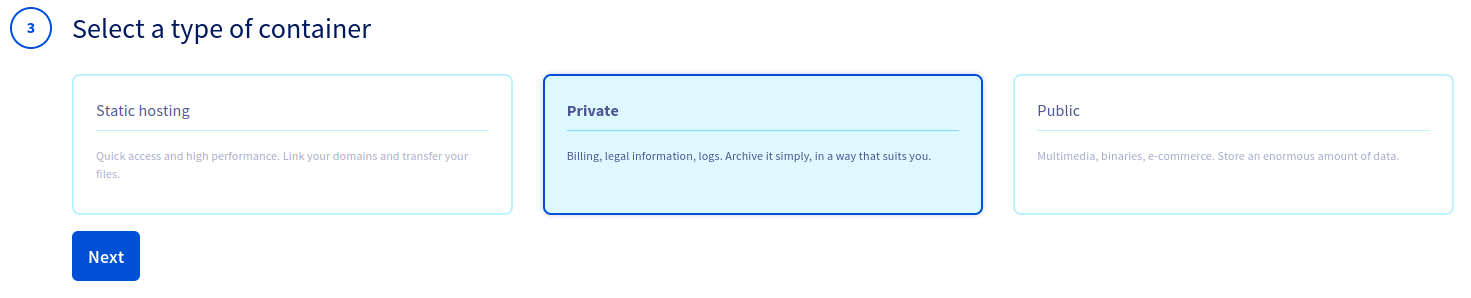 3
Select a type of container
Static hosting
Quick access and high performance. Link your domains and transfer your
files.
Private
Billing, legal information, logs. Archive it simply, in a way that suits you.
Public
Multimedia, binaries, e-commerce. Store an enormous amount of data.
Next